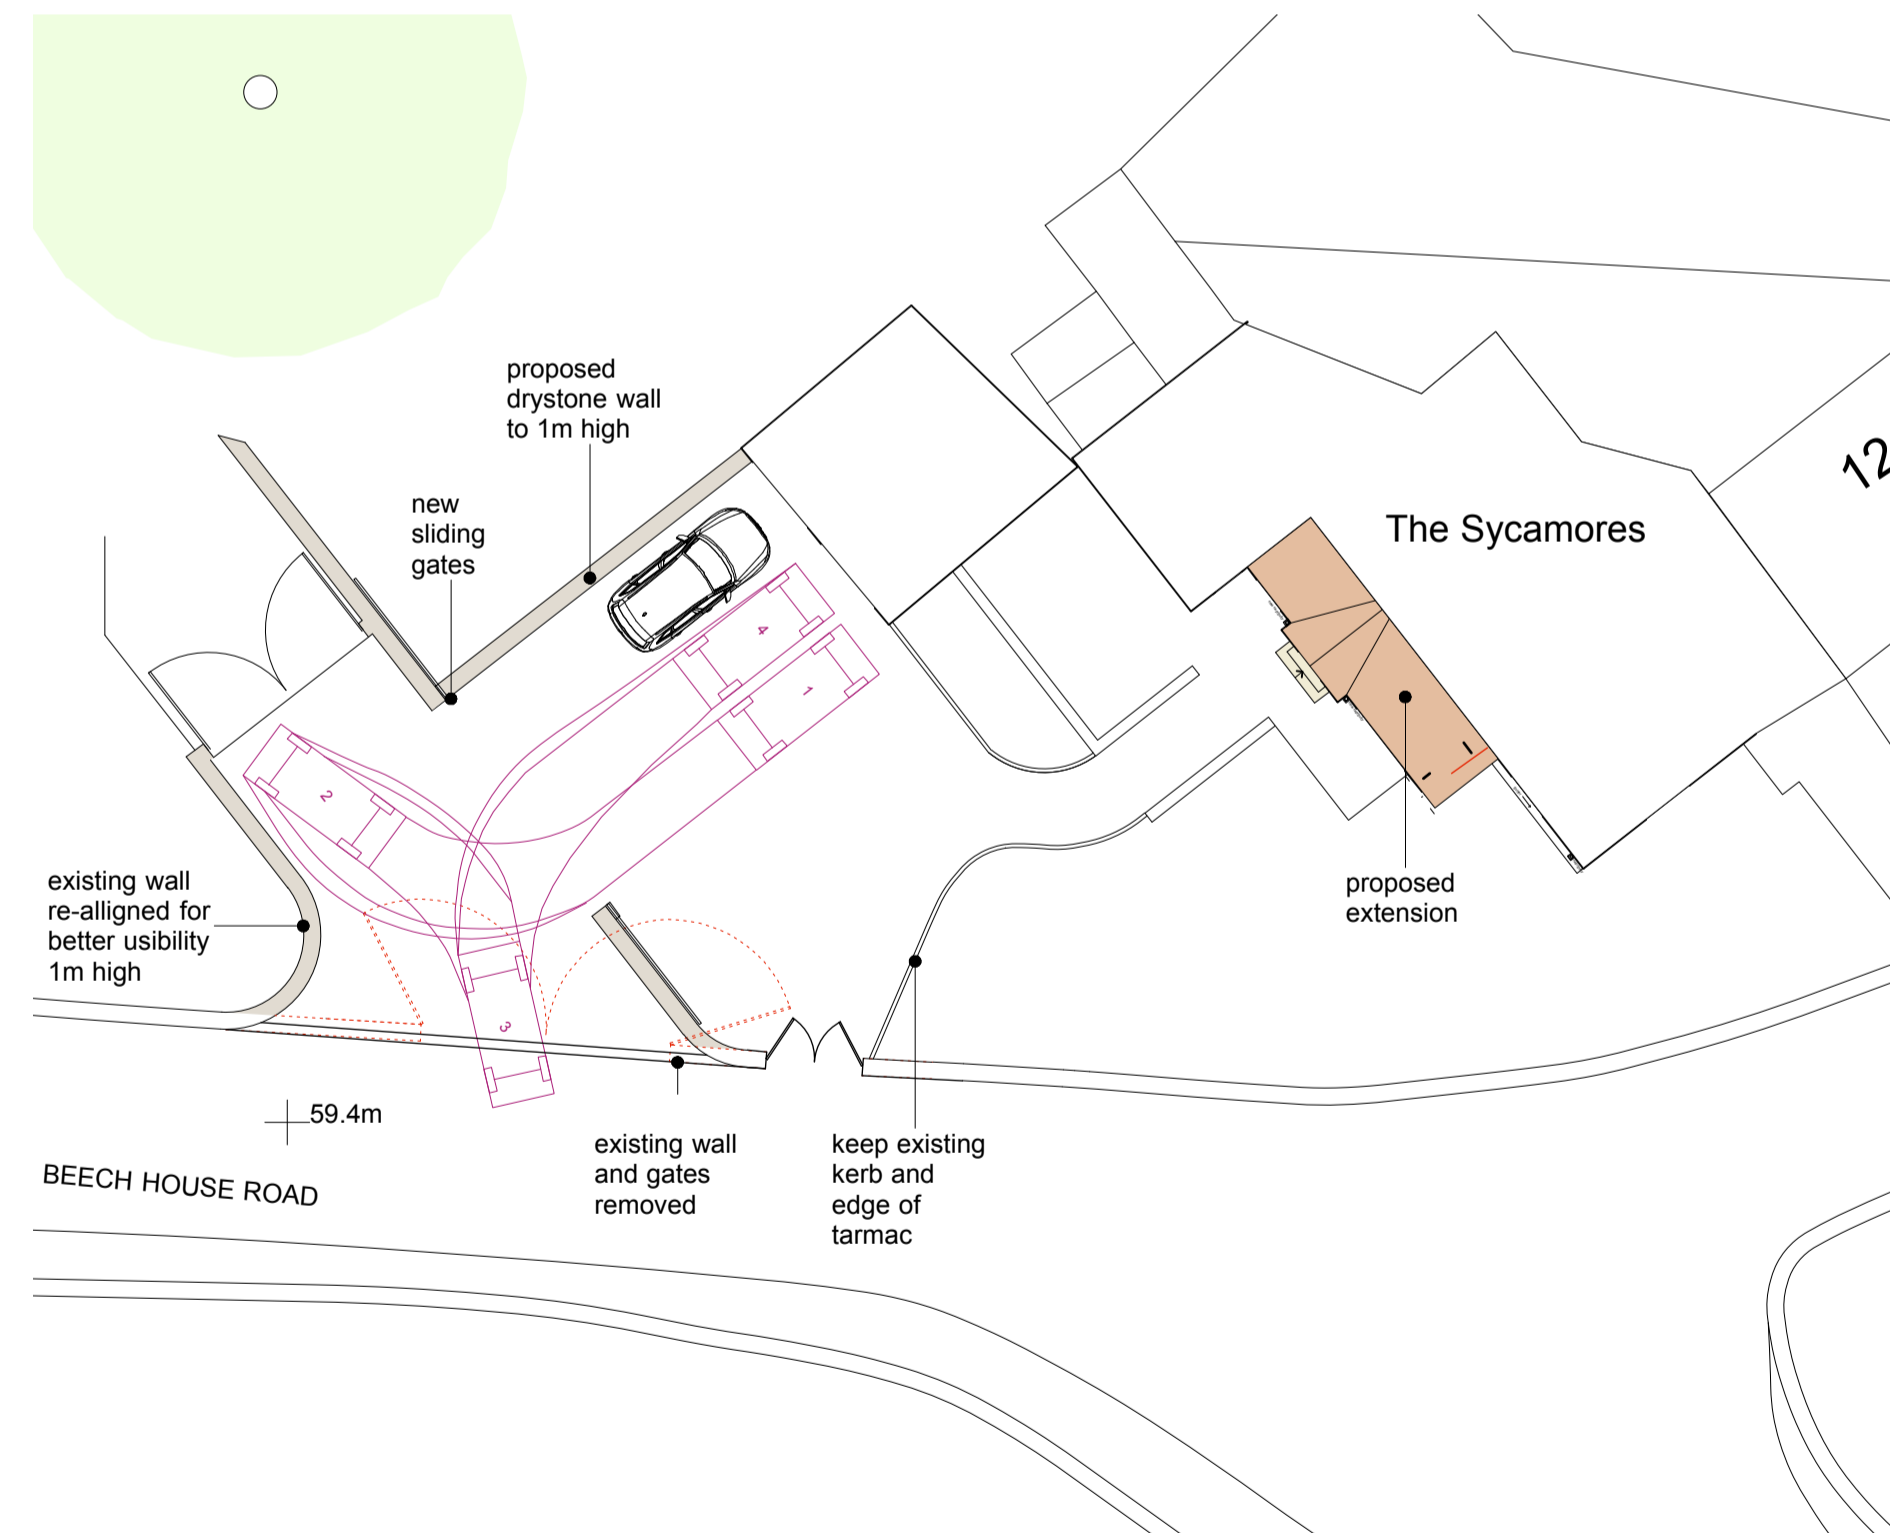 proposed
drystone wall
to 1m high
new
sliding
gates
12
The Sycamores
4
1
2
3
existing wall
re-alligned for
better usibility
1m high
proposed
extension
59.4m
BEECH HOUSE ROAD
existing wall
and gates
removed
keep existing
kerb and
edge of
tarmac